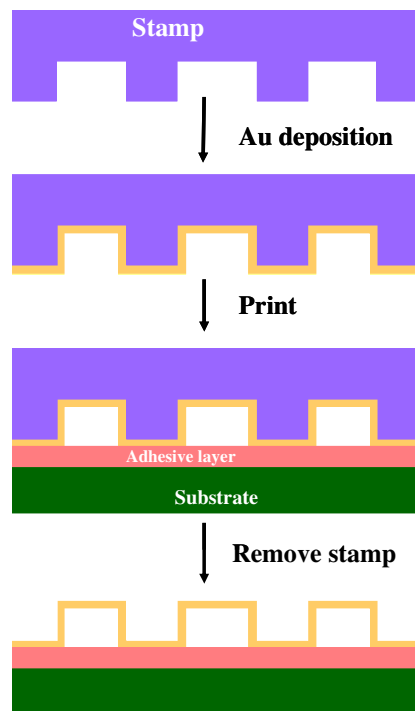 Stamp
Au deposition
Print
Adhesive layer
Substrate
Remove stamp